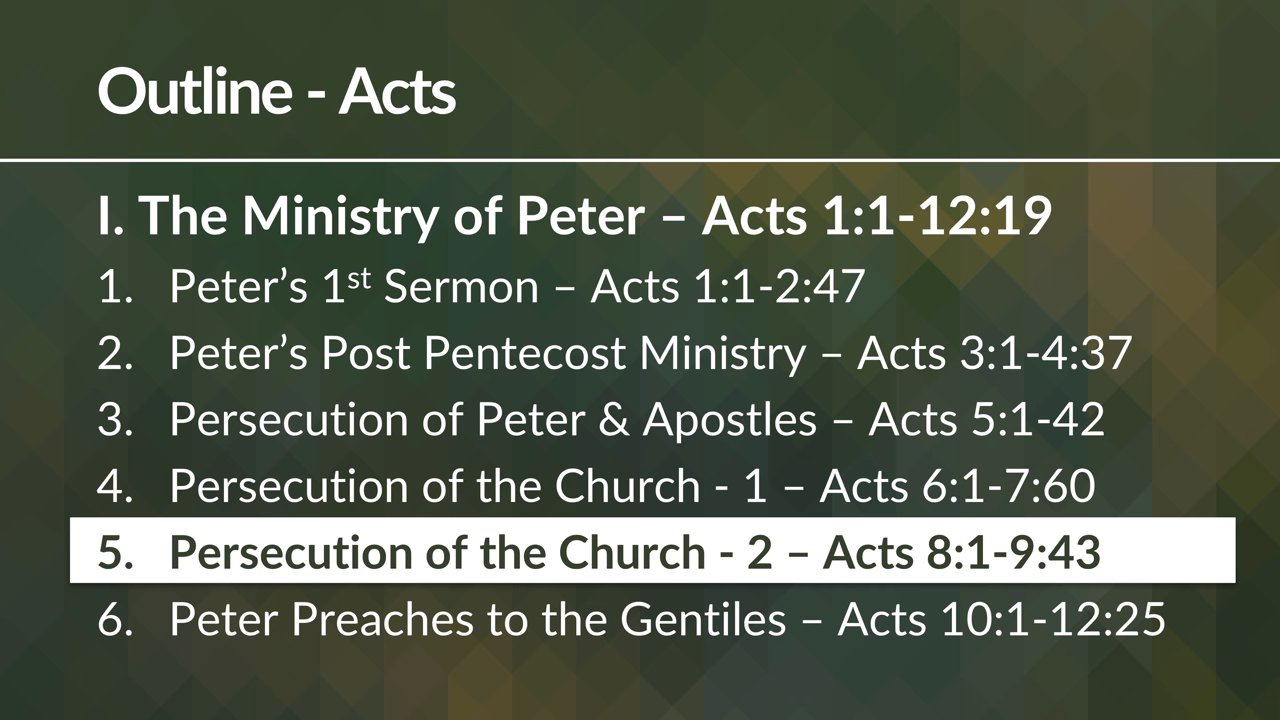 Outline - Acts
I. The Ministry of Peter – Acts 1:1-12:19
1. Peter’s 1st Sermon – Acts 1:1-2:47
2. Peter’s Post Pentecost Ministry – Acts 3:1-4:37
3. Persecution of Peter & Apostles – Acts 5:1-42
4. Persecution of the Church - 1 – Acts 6:1-7:60
5. Persecution of the Church - 2 – Acts 8:1-9:43
6. Peter Preaches to the Gentiles – Acts 10:1-12:25